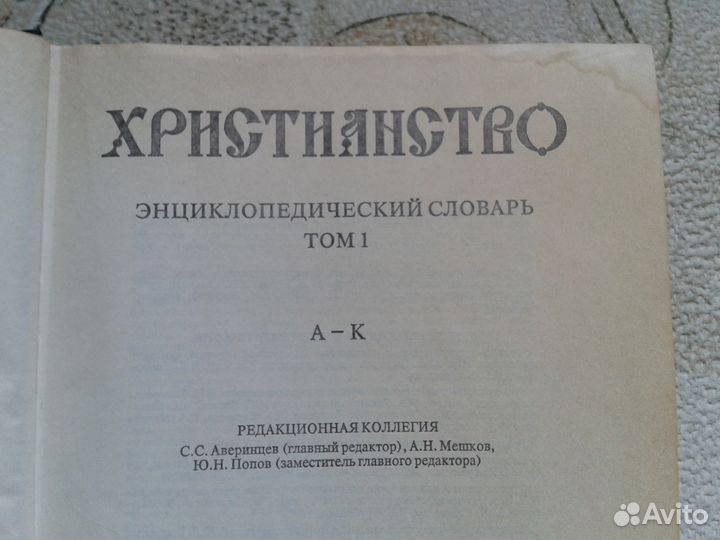 ХРИСТИАНСТВО
ЭНЦИКЛОПЕДИЧЕСКИЙ СЛОВАРЬ
ТОМ 1
А – К
РЕДАКЦИОННАЯ КОЛЛЕГИЯ
С.С. Аверинцев (главный редактор), А.Н. Мешков,
Ю.Н. Попов (заместитель главного редактора)
Avito